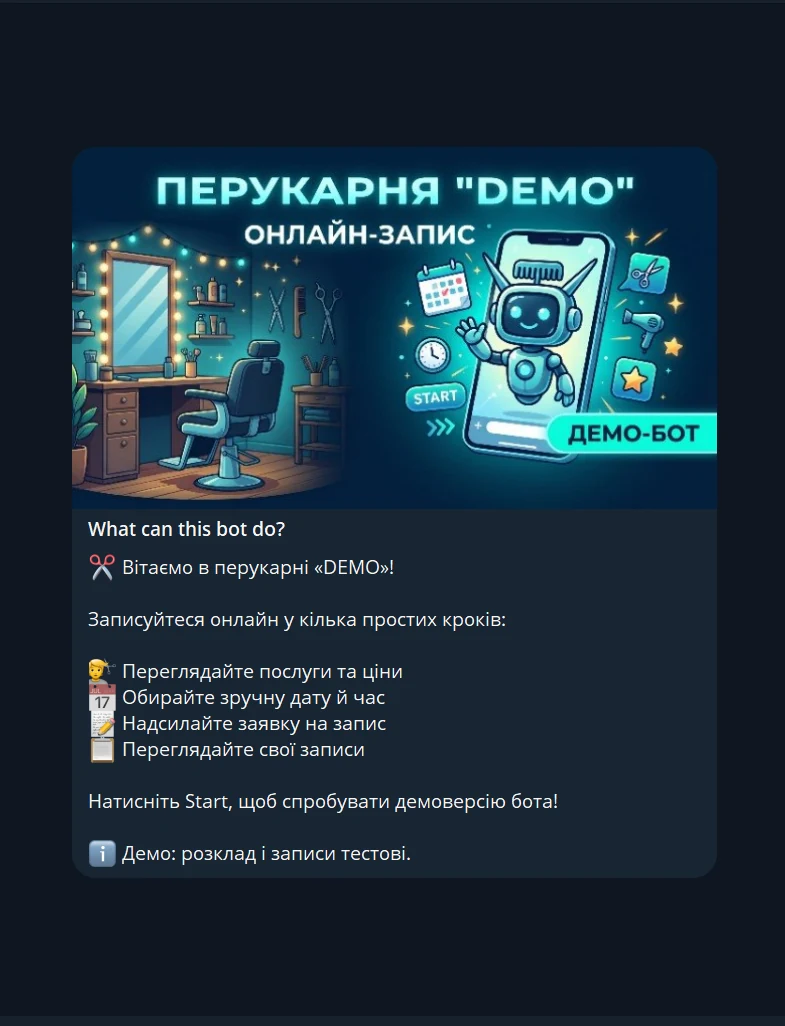 ПЕРУКАРНЯ "DEMO"
ОНЛАЙН-ЗАПИС
START
ДЕМО-БОТ
What can this bot do?
✂️ Вітаємо в перукарні «DEMO»!
Записуйтеся онлайн у кілька простих кроків:
💇 Переглядайте послуги та ціни
📅 Обирайте зручну дату й час
📝 Надсилайте заявку на запис
📋 Переглядайте свої записи
Натисніть Start, щоб спробувати демоверсію бота!
ℹ️ Демо: розклад і записи тестові.